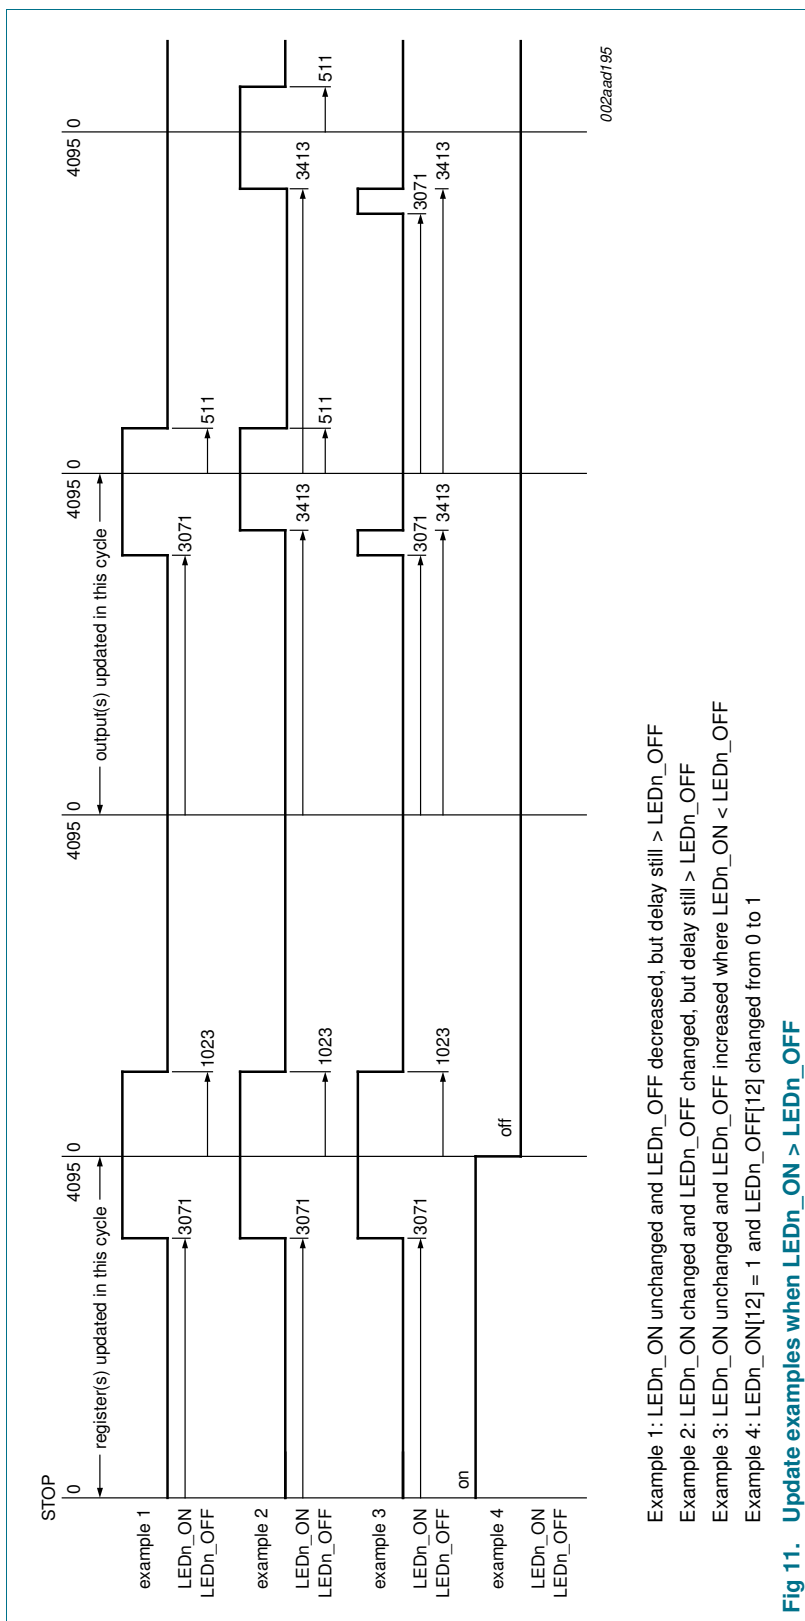 STOP
0
4095 0
4095 0
4095 0
4095 0
register(s) updated in this cycle
output(s) updated in this cycle
example 1
LEDn_ON
3071
3071
LEDn_OFF
1023
511
example 2
LEDn_ON
3071
3413
3413
LEDn_OFF
1023
511
511
example 3
LEDn_ON
3071
3071
3071
LEDn_OFF
1023
3413
3413
example 4
on
off
LEDn_ON
LEDn_OFF
002aad195
Example 1: LEDn_ON unchanged and LEDn_OFF decreased, but delay still > LEDn_OFF
Example 2: LEDn_ON changed and LEDn_OFF changed, but delay still > LEDn_OFF
Example 3: LEDn_ON unchanged and LEDn_OFF increased where LEDn_ON < LEDn_OFF
Example 4: LEDn_ON[12] = 1 and LEDn_OFF[12] changed from 0 to 1
Fig 11. Update examples when LEDn_ON > LEDn_OFF